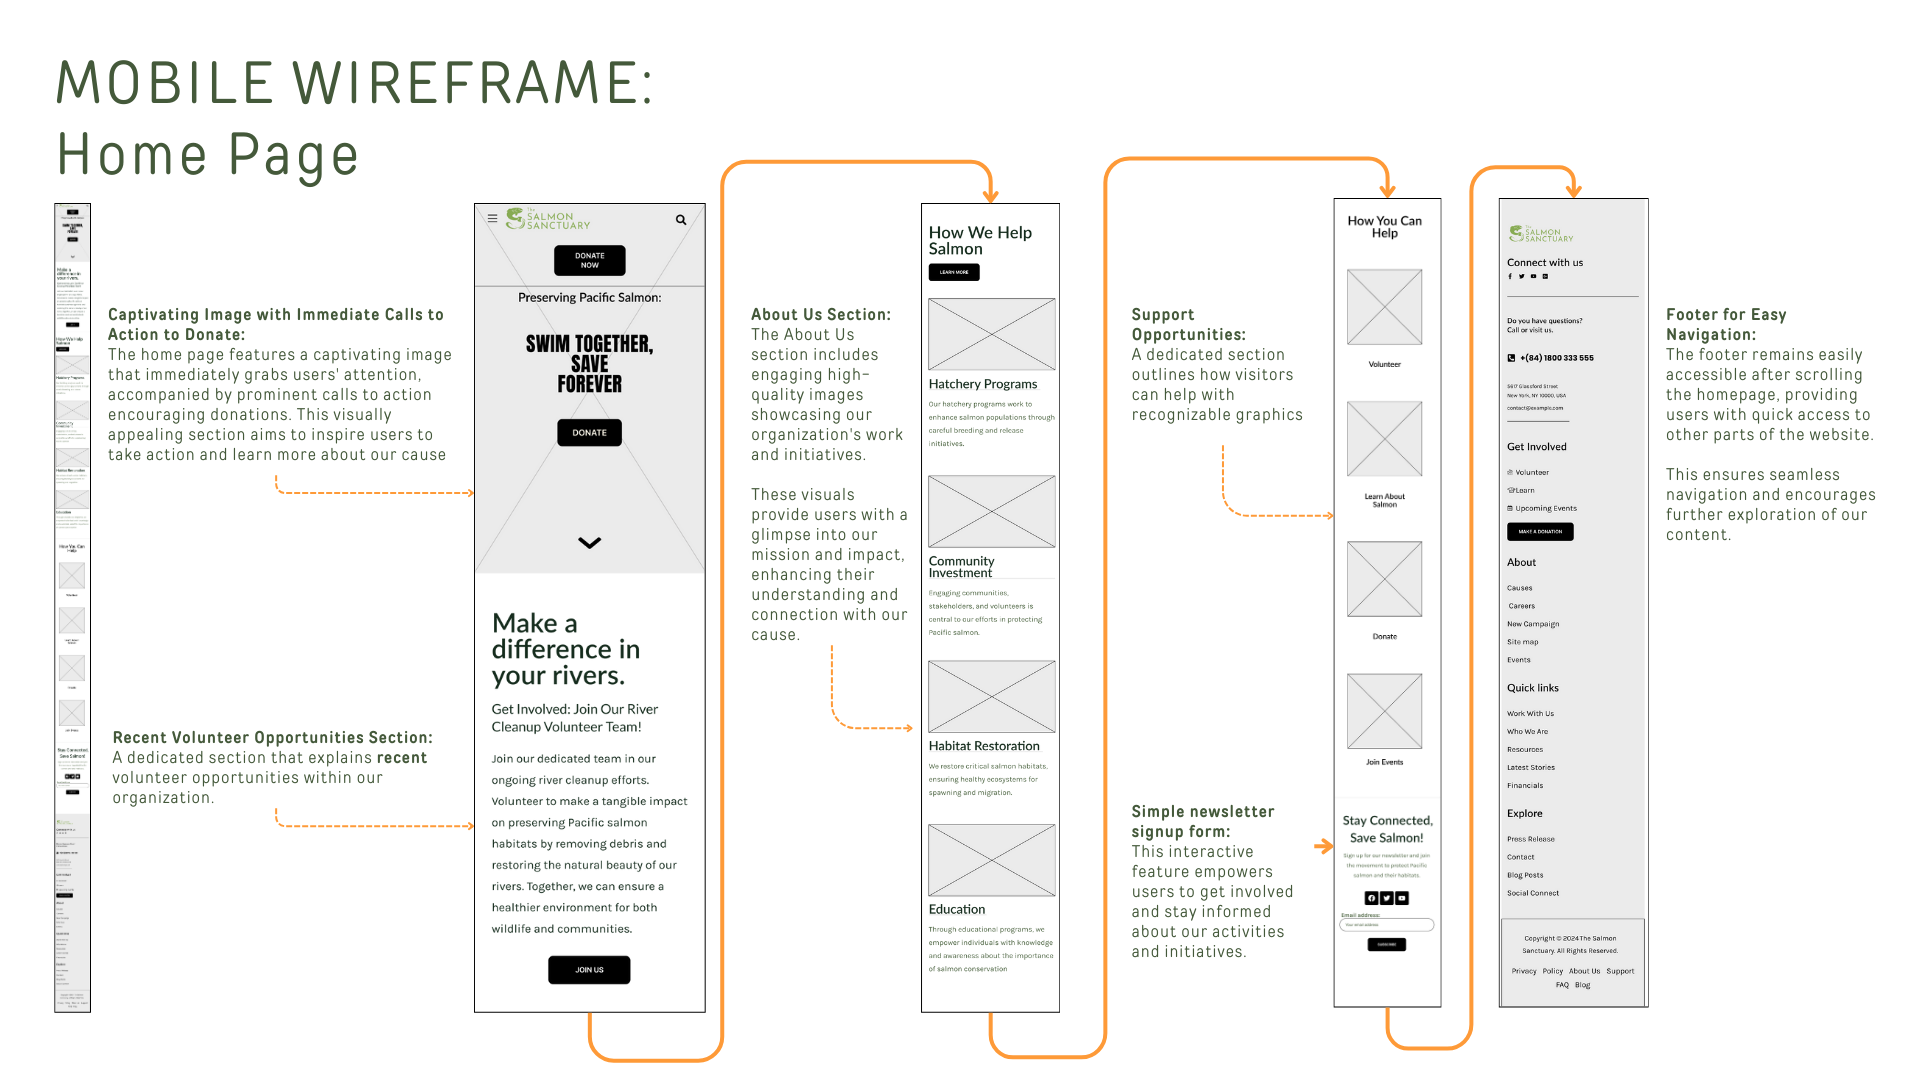 MOBILE WIREFRAME:
Home Page
Captivating Image with Immediate Calls to
Action to Donate:
The home page features a captivating image
that immediately grabs users' attention,
accompanied by prominent calls to action
encouraging donations. This visually
appealing section aims to inspire users to
take action and learn more about our cause
Recent Volunteer Opportunities Section:
A dedicated section that explains recent
volunteer opportunities within our
organization.
The
SALMON
SANCTUARY
DONATE
NOW
Preserving Pacific Salmon:
SWIM TOGETHER,
SAVE
FOREVER
DONATE
Make a
difference in
your rivers.
Get Involved: Join Our River
Cleanup Volunteer Team!
Join our dedicated team in our
ongoing river cleanup efforts.
Volunteer to make a tangible impact
on preserving Pacific salmon
habitats by removing debris and
restoring the natural beauty of our
rivers. Together, we can ensure a
healthier environment for both
wildlife and communities.
JOIN US
About Us Section:
The About Us
section includes
engaging high-
quality images
showcasing our
organization's work
and initiatives.
These visuals
provide users with a
glimpse into our
mission and impact,
enhancing their
understanding and
connection with our
cause.
How We Help
Salmon
LEARN MORE
Hatchery Programs
Our hatchery programs work to
enhance salmon populations through
careful breeding and release
initiatives.
Community
Investment
Engaging communities,
stakeholders, and volunteers is
central to our efforts in protecting
Pacific salmon.
Habitat Restoration
We restore critical salmon habitats,
ensuring healthy ecosystems for
spawning and migration.
Education
Through educational programs, we
empower individuals with knowledge
and awareness about the importance
of salmon conservation
Support
Opportunities:
A dedicated section
outlines how visitors
can help with
recognizable graphics
Simple newsletter
signup form:
This interactive
feature empowers
users to get involved
and stay informed
about our activities
and initiatives.
How You Can
Help
Volunteer
Learn About
Salmon
Donate
Join Events
Stay Connected,
Save Salmon!
Sign up for our newsletter and join
the movement to protect Pacific
salmon and their habitats.
Email address:
Your email address
The
SALMON
SANCTUARY
Connect with us
Do you have questions?
Call or visit us.
+(84) 1800 333 555
5617 Glassford Street
New York, NY 10000, USA
contact@example.com
Get Involved
Volunteer
Learn
Upcoming Events
MAKE A DONATION
About
Causes
Careers
New Campaign
Site map
Events
Quick links
Work With Us
Who We Are
Resources
Latest Stories
Financials
Explore
Press Release
Contact
Blog Posts
Social Connect
Copyright © 2024 The Salmon
Sanctuary. All Rights Reserved.
Privacy Policy About Us Support
FAQ Blog
Footer for Easy
Navigation:
The footer remains easily
accessible after scrolling
the homepage, providing
users with quick access to
other parts of the website.
This ensures seamless
navigation and encourages
further exploration of our
content.